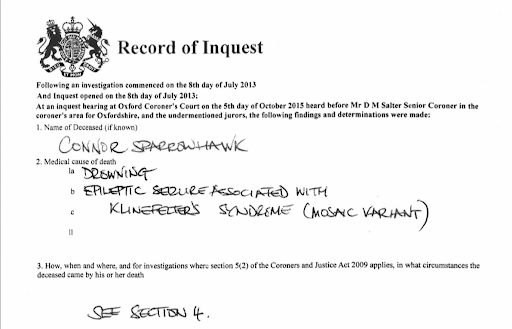 Record of Inquest
Following an investigation commenced on the 8th day of July 2013
And Inquest opened on the 8th day of July 2013:
At an inquest hearing at Oxford Coroner's Court on the 5th day of October 2015 heard before Mr D M Salter Senior Coroner in the
coroner's area for Oxfordshire, and the undermentioned jurors, the following findings and determinations were made:
1. Name of Deceased (if known)
CONNOR SPARROWHAWK
2. Medical cause of death
Ia DROWNING
b EPILEPTIC SEIZURE ASSOCIATED WITH
c KLINEFELTER'S SYNDROME (MOSAIC VARIANT)
II
3. How, when and where, and for investigations where section 5(2) of the Coroners and Justice Act 2009 applies, in what circumstances the
deceased came by his or her death
SEE SECTION 4.